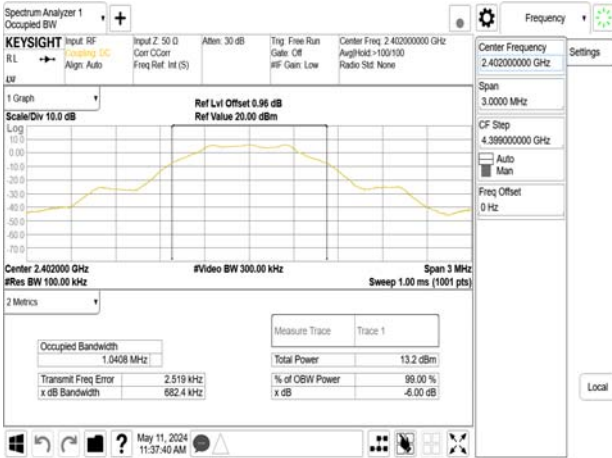 Spectrum Analyzer 1
Occupied BW
Frequency
KEYSIGHT
RL
Input: RF
Coupling: DC
Align: Auto
Input Z: 50 Ω
Corr CCorr
Freq Ref: Int (S)
Atten: 30 dB
Trig: Free Run
Gate: Off
#IF Gain: Low
Center Freq: 2.402000000 GHz
Avg|Hold:>100/100
Radio Std: None
Center Frequency
2.402000000 GHz
Settings
Span
3.0000 MHz
CF Step
4.399000000 GHz
Auto
Man
Freq Offset
0 Hz
Local
1 Graph
Scale/Div 10.0 dB
Ref Lvl Offset 0.96 dB
Ref Value 20.00 dBm
Log
10.0
0.00
-10.0
-20.0
-30.0
-40.0
-50.0
-60.0
-70.0
Center 2.402000 GHz
#Res BW 100.00 kHz
#Video BW 300.00 kHz
Span 3 MHz
Sweep 1.00 ms (1001 pts)
2 Metrics
Measure Trace
Trace 1
Occupied Bandwidth
1.0408 MHz
Total Power
13.2 dBm
Transmit Freq Error
2.519 kHz
% of OBW Power
99.00 %
x dB Bandwidth
682.4 kHz
x dB
-6.00 dB
?
May 11, 2024
11:37:40 AM